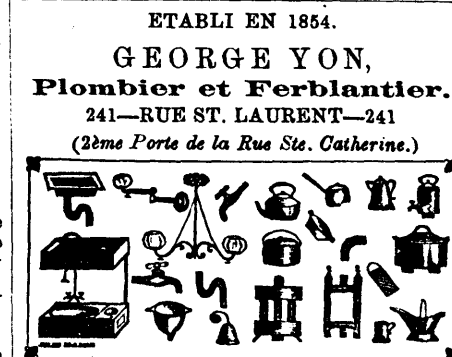 ETABLI EN 1854.
GEORGE YON,
Plombier et Ferblantier.
241—RUE ST. LAURENT—241
(2ème Porte de la Rue Ste. Catherine.)